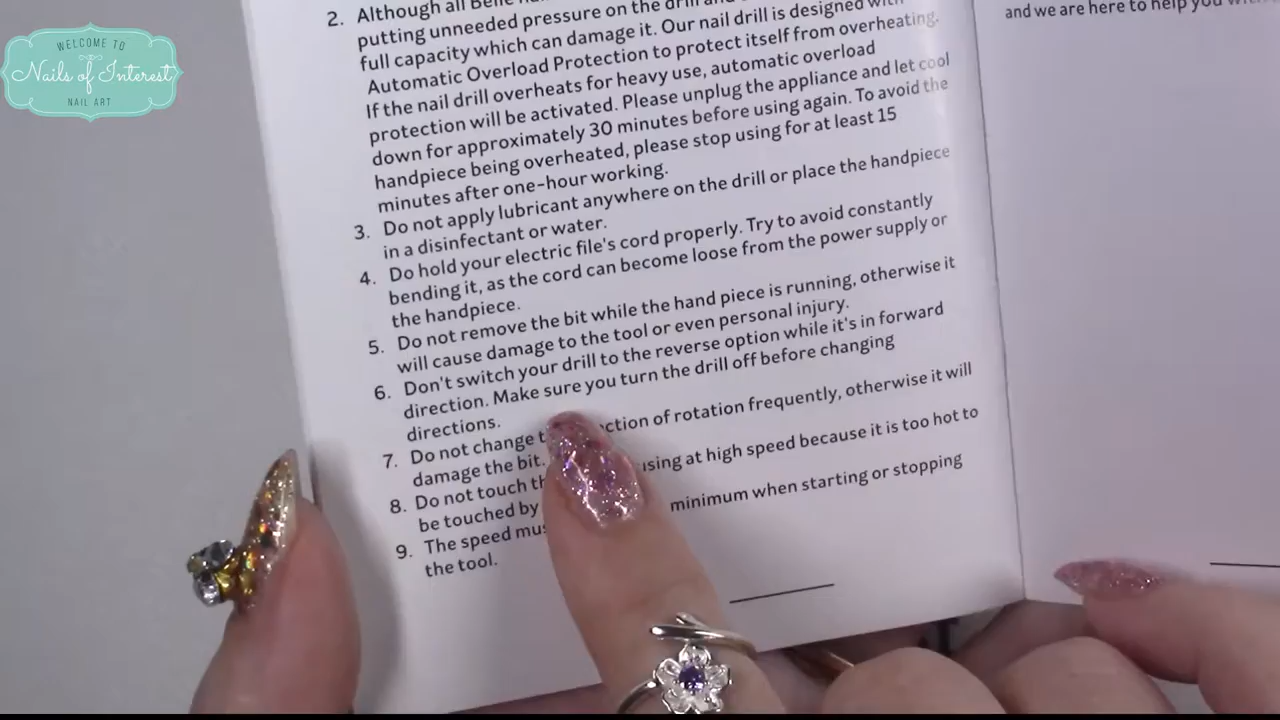 WELCOME TO
Nails of Interest
NAIL ART
2. Although all Belle
putting unneeded pressure on the drill and
full capacity which can damage it. Our nail drill is designed with
Automatic Overload Protection to protect itself from overheating.
If the nail drill overheats for heavy use, automatic overload
protection will be activated. Please unplug the appliance and let cool
down for approximately 30 minutes before using again. To avoid the
handpiece being overheated, please stop using for at least 15
minutes after one-hour working.
3. Do not apply lubricant anywhere on the drill or place the handpiece
in a disinfectant or water.
4. Do hold your electric file's cord properly. Try to avoid constantly
bending it, as the cord can become loose from the power supply or
the handpiece.
5. Do not remove the bit while the hand piece is running, otherwise it
will cause damage to the tool or even personal injury.
6. Don't switch your drill to the reverse option while it's in forward
direction. Make sure you turn the drill off before changing
directions.
7. Do not change of rotation frequently, otherwise it will
damage the bit.
8. Do not touch using at high speed because it is too hot to
be touched by
9. The speed minimum when starting or stopping
the tool.
and we are here to help you